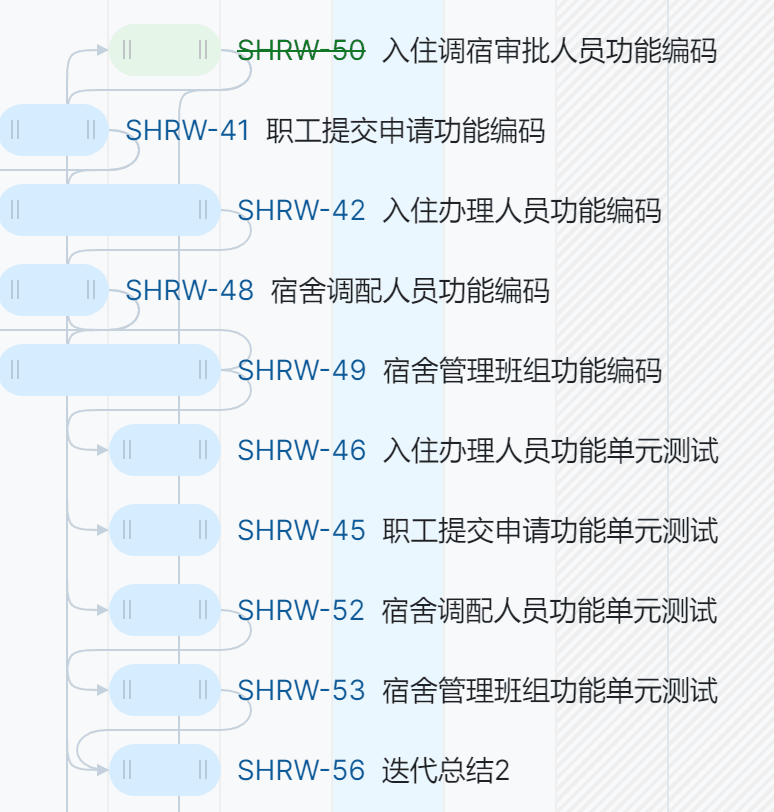 SHRW-50 入住调宿审批人员功能编码
SHRW-41 职工提交申请功能编码
SHRW-42 入住办理人员功能编码
SHRW-48 宿舍调配人员功能编码
SHRW-49 宿舍管理班组功能编码
SHRW-46 入住办理人员功能单元测试
SHRW-45 职工提交申请功能单元测试
SHRW-52 宿舍调配人员功能单元测试
SHRW-53 宿舍管理班组功能单元测试
SHRW-56 迭代总结2